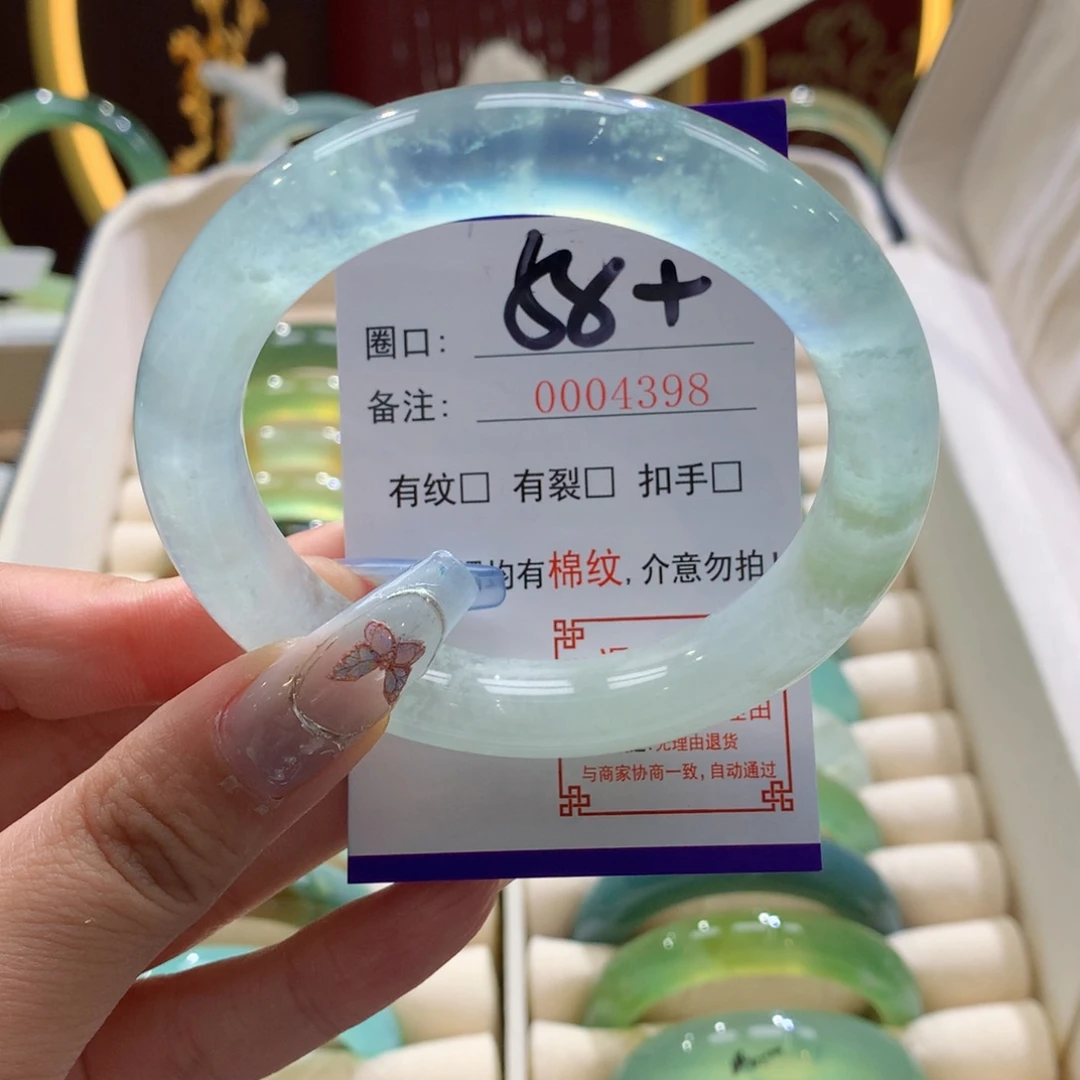 圈口: 58+
备注: 0004398
有纹□ 有裂□ 扣手□
均有棉纹, 介意勿拍!
无理由退货
与商家协商一致, 自动通过